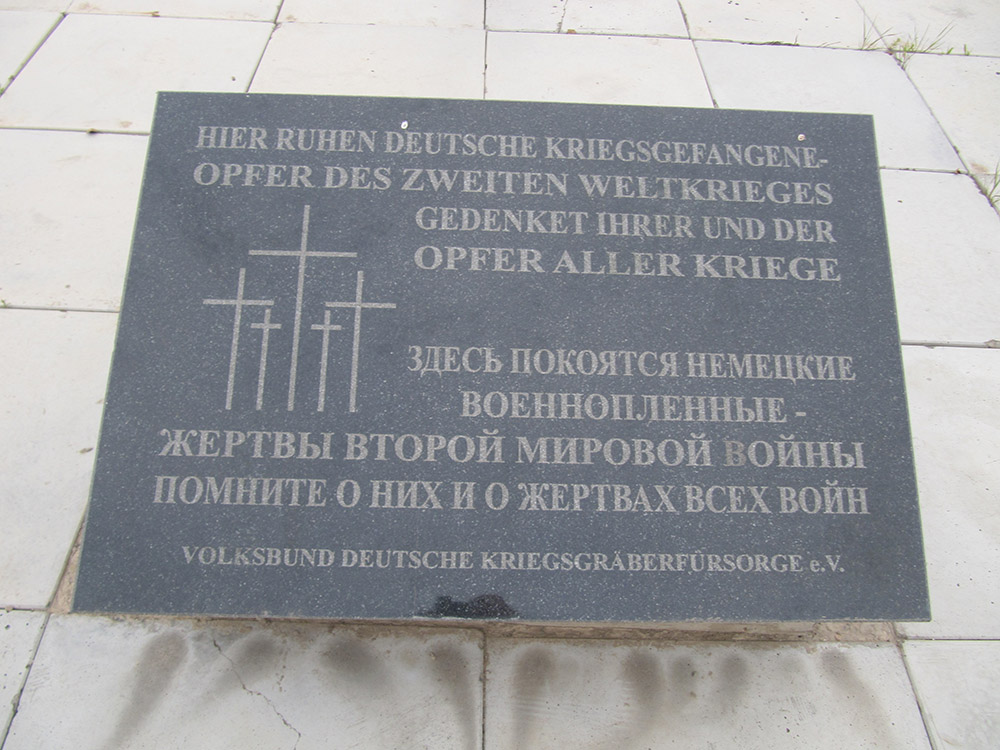 HIER RUHEN DEUTSCHE KRIEGSGEFANGENE-
OPFER DES ZWEITEN WELTKRIEGES
GEDENKET IHRER UND DER
OPFER ALLER KRIEGE
ЗДЕСЬ ПОКОЯТСЯ НЕМЕЦКИЕ
ВОЕННОПЛЕННЫЕ -
ЖЕРТВЫ ВТОРОЙ МИРОВОЙ ВОЙНЫ
ПОМНИТЕ О НИХ И О ЖЕРТВАХ ВСЕХ ВОЙН
VOLKSBUND DEUTSCHE KRIEGSGRÄBERFÜRSORGE e.V.